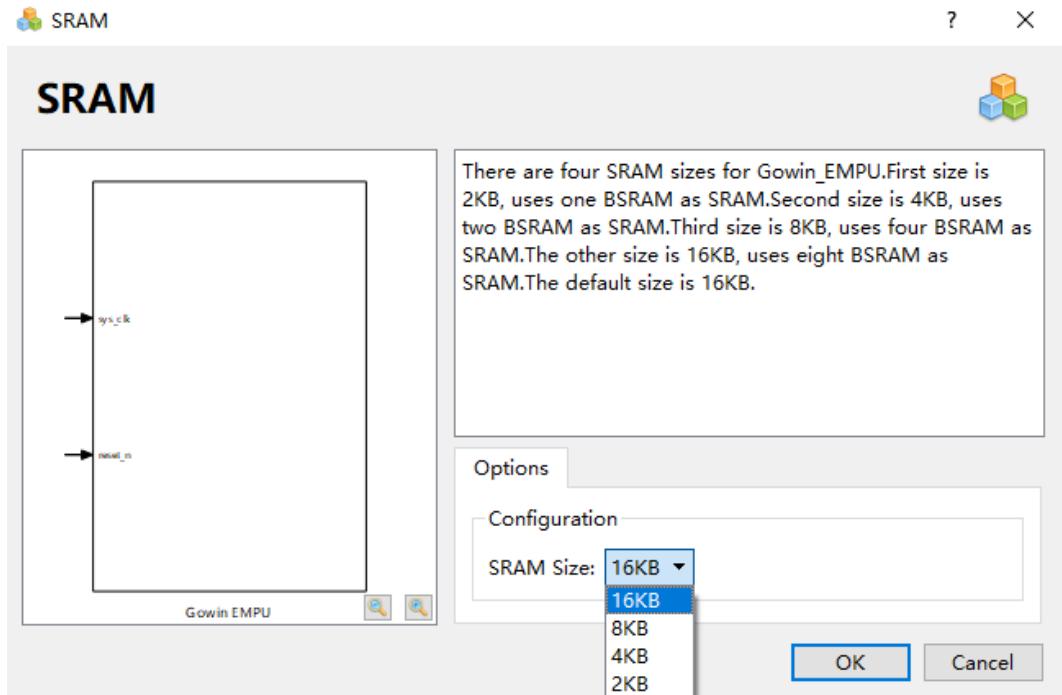 SRAM
?
SRAM
There are four SRAM sizes for Gowin_EMPU.First size is
2KB, uses one BSRAM as SRAM.Second size is 4KB, uses
two BSRAM as SRAM.Third size is 8KB, uses four BSRAM as
SRAM.The other size is 16KB, uses eight BSRAM as
SRAM.The default size is 16KB.
sys_clk
reset_n
Gowin EMPU
Options
Configuration
SRAM Size: 16KB
16KB
8KB
4KB
2KB
OK
Cancel